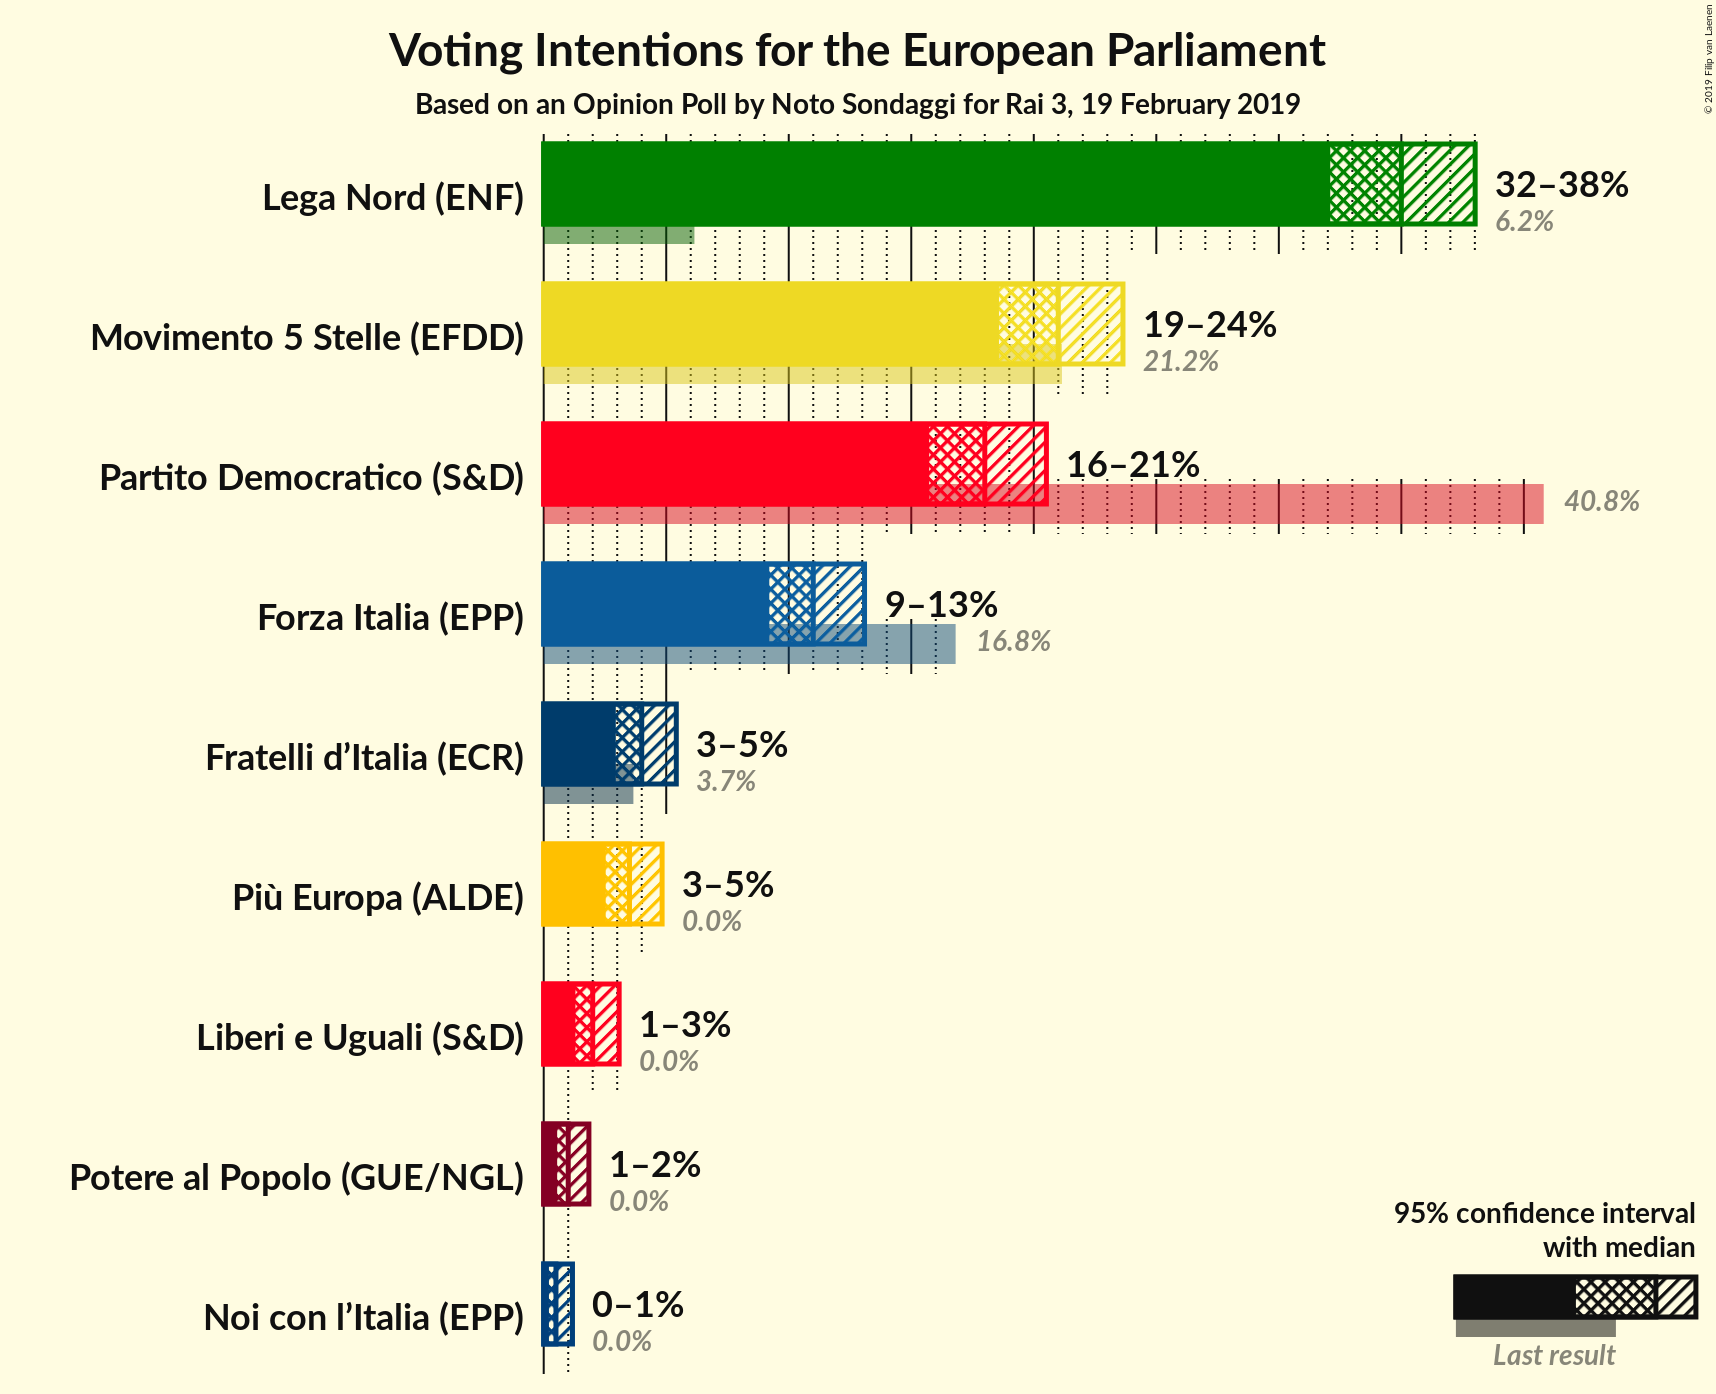 Voting Intentions for the European Parliament
Based on an Opinion Poll by Noto Sondaggi for Rai 3, 19 February 2019
© 2019 Filip van Laenen
Lega Nord (ENF)
32–38%
6.2%
Movimento 5 Stelle (EFDD)
19–24%
21.2%
Partito Democratico (S&D)
16–21%
40.8%
Forza Italia (EPP)
9–13%
16.8%
Fratelli d’Italia (ECR)
3–5%
3.7%
Più Europa (ALDE)
3–5%
0.0%
Liberi e Uguali (S&D)
1–3%
0.0%
Potere al Popolo (GUE/NGL)
1–2%
0.0%
Noi con l’Italia (EPP)
0–1%
0.0%
95% confidence interval
with median
Last result